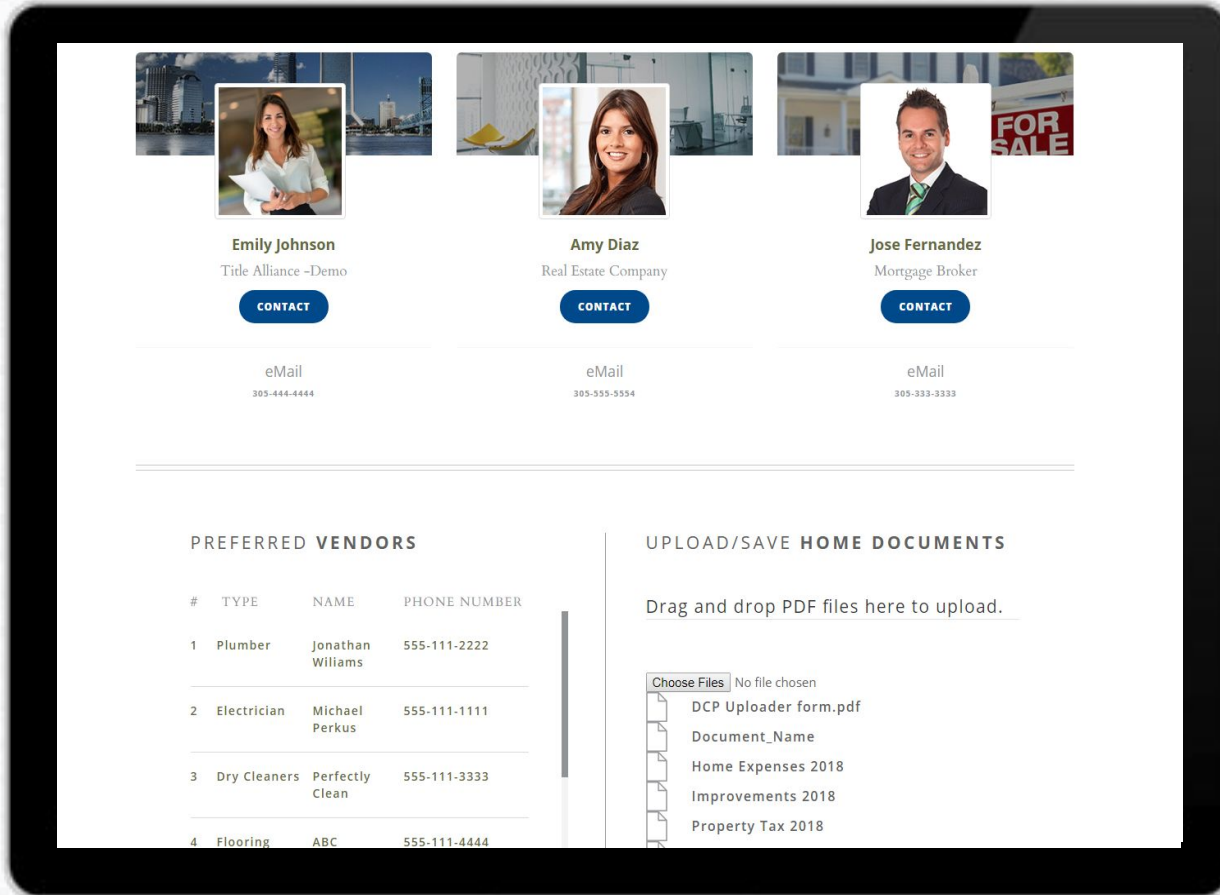 FOR
SALE
Emily Johnson
Title Alliance -Demo
CONTACT
eMail
305-444-4444
Amy Diaz
Real Estate Company
CONTACT
eMail
305-555-5554
Jose Fernandez
Mortgage Broker
CONTACT
eMail
305-333-3333
PREFERRED VENDORS
# TYPE NAME PHONE NUMBER
1 Plumber Jonathan 555-111-2222
Wiliams
2 Electrician Michael 555-111-1111
Perkus
3 Dry Cleaners Perfectly 555-111-3333
Clean
4 Flooring ABC 555-111-4444
UPLOAD/SAVE HOME DOCUMENTS
Drag and drop PDF files here to upload.
Choose Files No file chosen
DCP Uploader form.pdf
Document_Name
Home Expenses 2018
Improvements 2018
Property Tax 2018